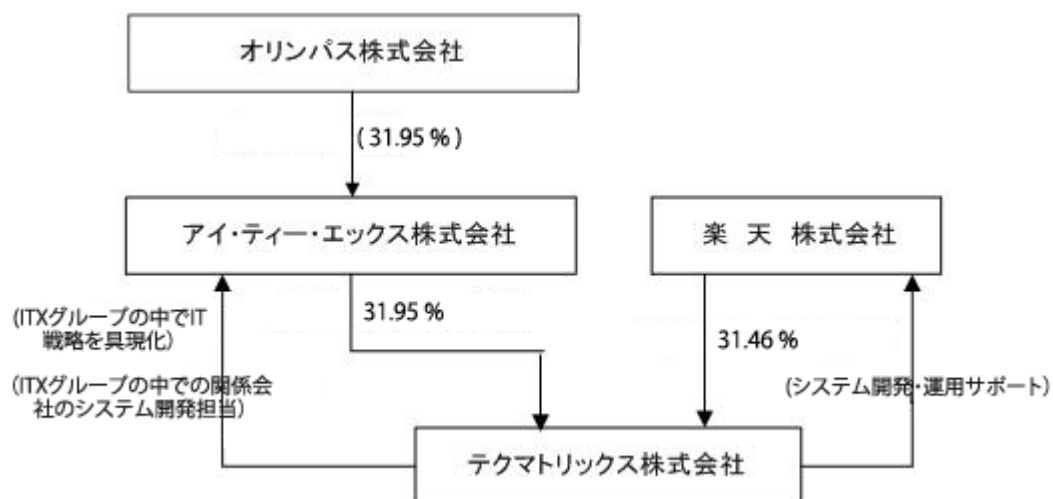 オリンパス株式会社
( 31.95 % )
アイ・ティー・エックス株式会社
楽 天 株式会社
(ITXグループの中でIT
戦略を具現化)
31.95 %
31.46 %
(ITXグループの中での関係会
社のシステム開発担当)
(システム開発・運用サポート)
テクマトリックス株式会社